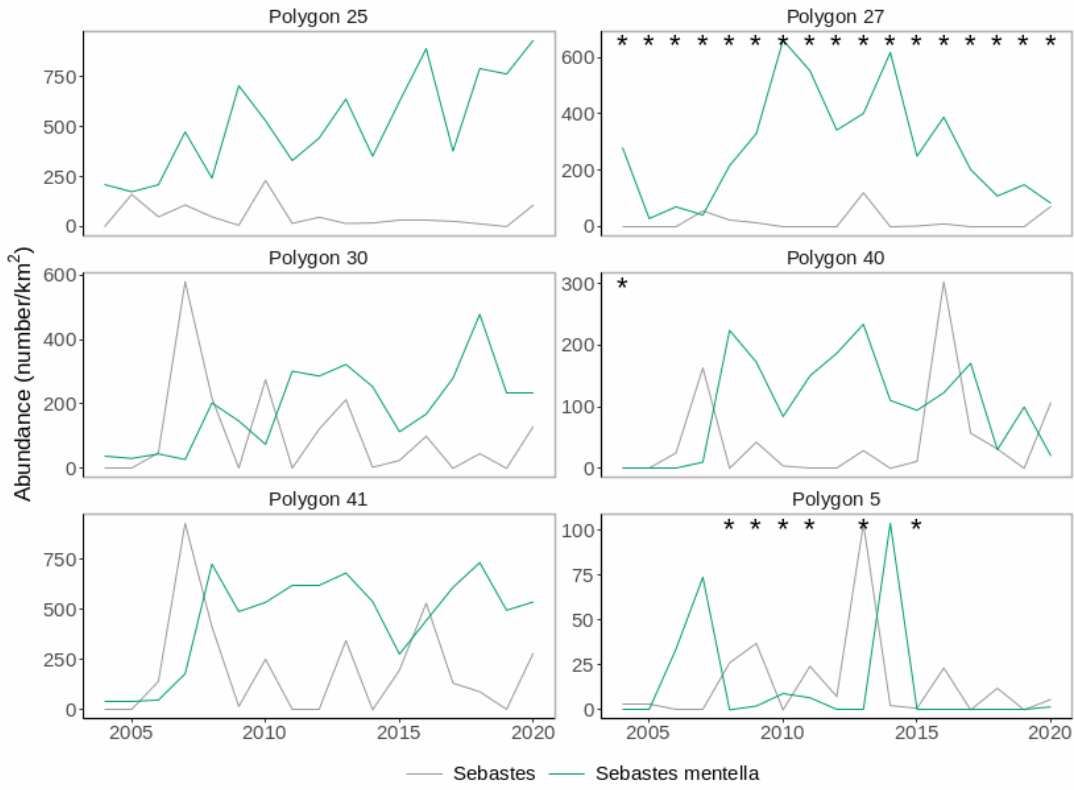 Polygon 25
Polygon 27
750
500
250
0
600
400
200
0
* * * * * * * * * * * * * * * * *
Polygon 30
Polygon 40
600
400
200
0
300
200
100
0
*
Polygon 41
Polygon 5
750
500
250
0
100
75
50
25
0
* * * * * *
2005 2010 2015 2020
2005 2010 2015 2020
Abundance (number/km²)
Sebastes Sebastes mentella